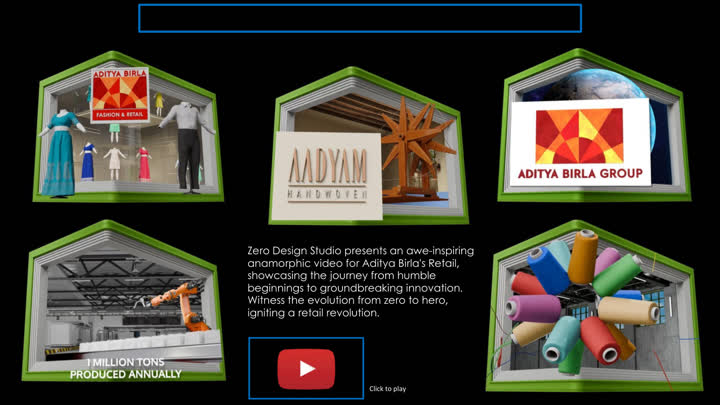 ADITYA BIRLA
FASHION & RETAIL
AADYAM
HANDWOVEN
ADITYA BIRLA GROUP
Zero Design Studio presents an awe-inspiring
anamorphic video for Aditya Birla's Retail,
showcasing the journey from humble
beginnings to groundbreaking innovation.
Witness the evolution from zero to hero,
igniting a retail revolution.
1 MILLION TONS
PRODUCED ANNUALLY
Click to play